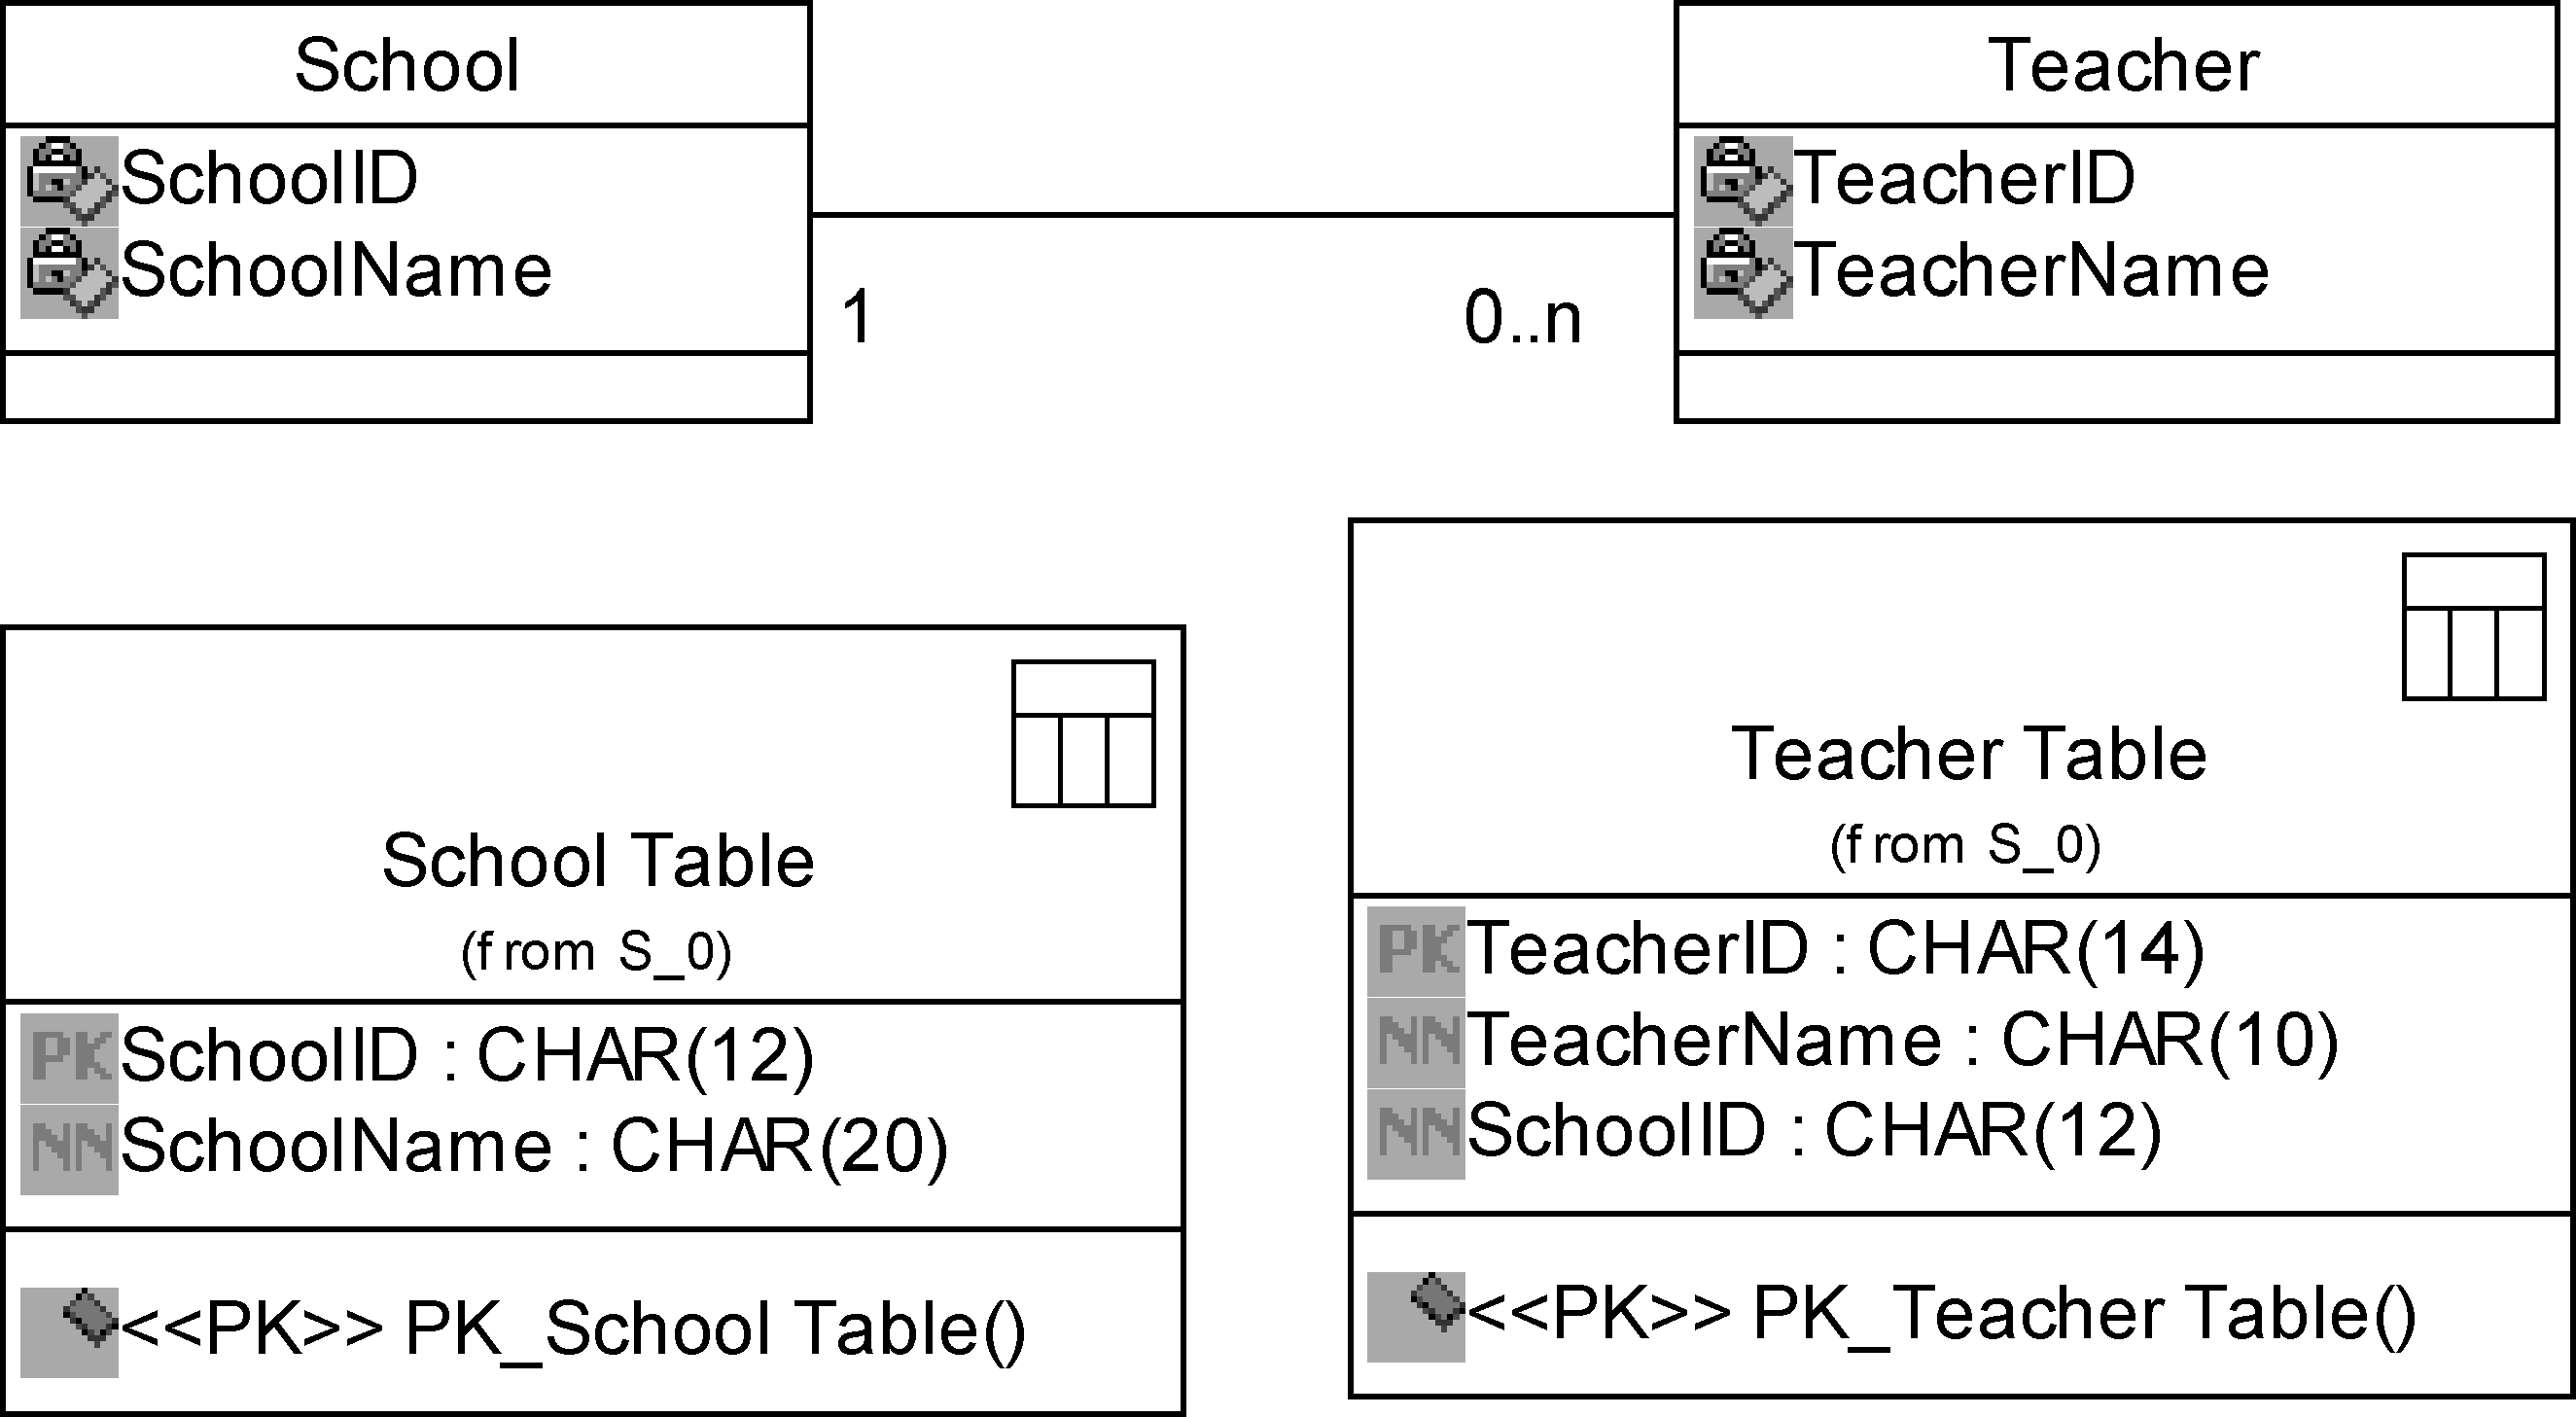 School
SchoolID
SchoolName
1
0..n
Teacher
TeacherID
TeacherName
School Table
(from S_0)
PK SchoolID : CHAR(12)
NN SchoolName : CHAR(20)
<<PK>> PK_School Table()
Teacher Table
(from S_0)
PK TeacherID : CHAR(14)
NN TeacherName : CHAR(10)
NN SchoolID : CHAR(12)
<<PK>> PK_Teacher Table()